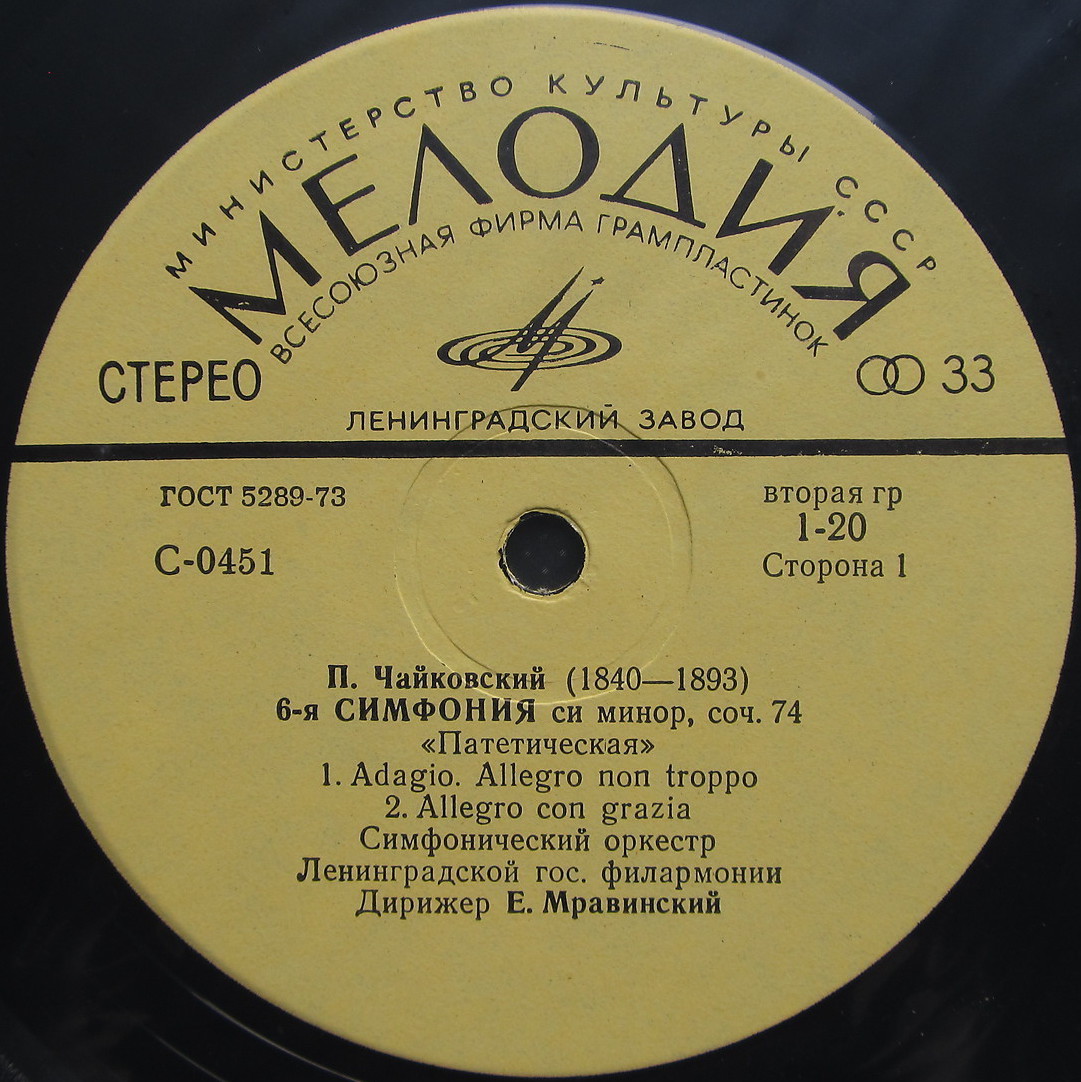 МИНИСТЕРСТВО КУЛЬТУРЫ СССР
МЕЛОДИЯ
ВСЕСОЮЗНАЯ ФИРМА ГРАМПЛАСТИНОК
СТЕРЕО
33
ЛЕНИНГРАДСКИЙ ЗАВОД
ГОСТ 5289-73
вторая гр
1-20
С-0451
Сторона 1
П. Чайковский (1840—1893)
6-я СИМФОНИЯ си минор, соч. 74
«Патетическая»
1. Adagio. Allegro non troppo
2. Allegro con grazia
Симфонический оркестр
Ленинградской гос. филармонии
Дирижер Е. Мравинский